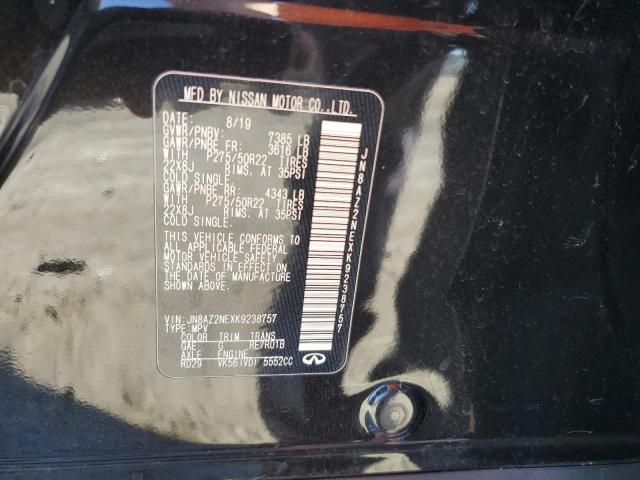 MFD BY NISSAN MOTOR CO.,LTD.
DATE: 8/19
GVWR/PNBV: 7385 LB
GAWR/PNBE FR: 3616 LB
WITH P275/50R22 TIRES
22X8J RIMS. AT 35PSI
COLD SINGLE.
GAWR/PNBE RR: 4343 LB
WITH P275/50R22 TIRES
22X8J RIMS. AT 35PSI
COLD SINGLE.
THIS VEHICLE CONFORMS TO
ALL APPLICABLE FEDERAL
MOTOR VEHICLE SAFETY
STANDARDS IN EFFECT ON
THE DATE OF MANUFACTURE
SHOWN ABOVE.
VIN: JN8AZ2NEXK9238757
TYPE: MPV
COLOR TRIM TRANS
GAE G RE7R01B
AXLE ENGINE
RD29 VK56(VD) 5552CC
JN8AZ2NEXK9238757